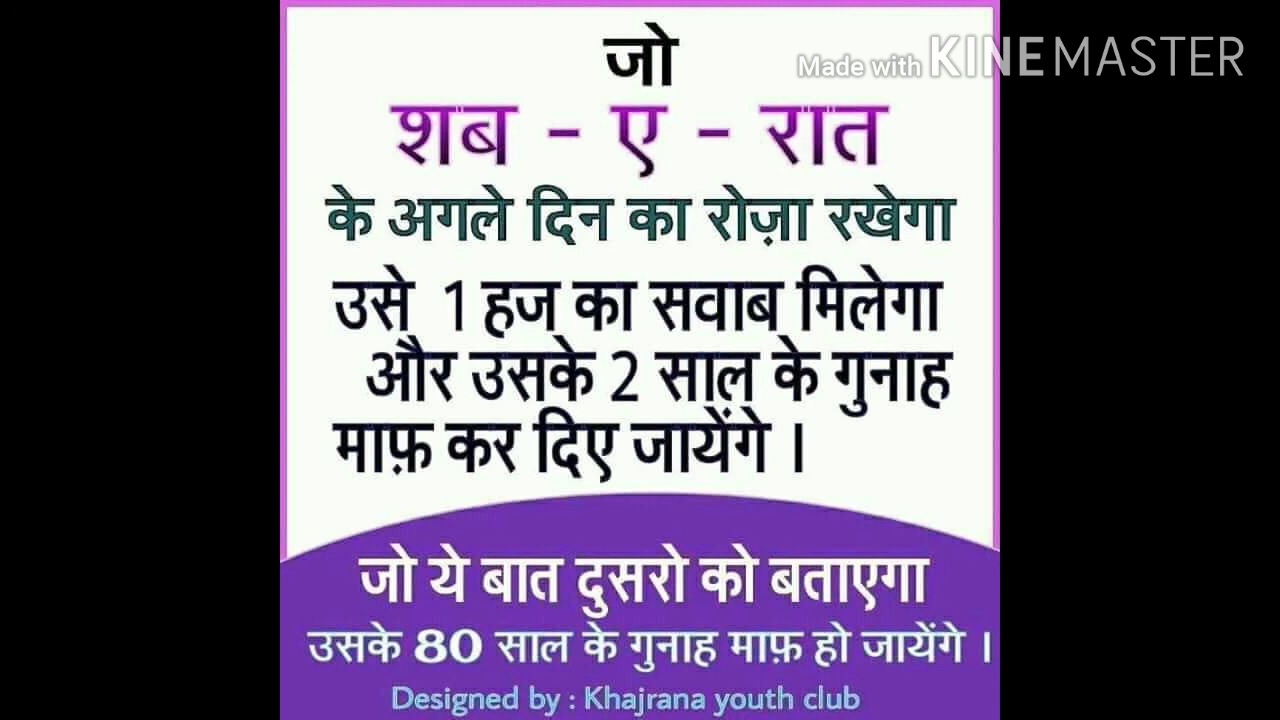 जो
Made with KINEMASTER
शब - ए - रात
के अगले दिन का रोज़ा रखेगा
उसे 1 हज का सवाब मिलेगा
और उसके 2 साल के गुनाह
माफ़ कर दिए जायेंगे ।
जो ये बात दुसरो को बताएगा
उसके 80 साल के गुनाह माफ़ हो जायेंगे ।
Designed by : Khajrana youth club